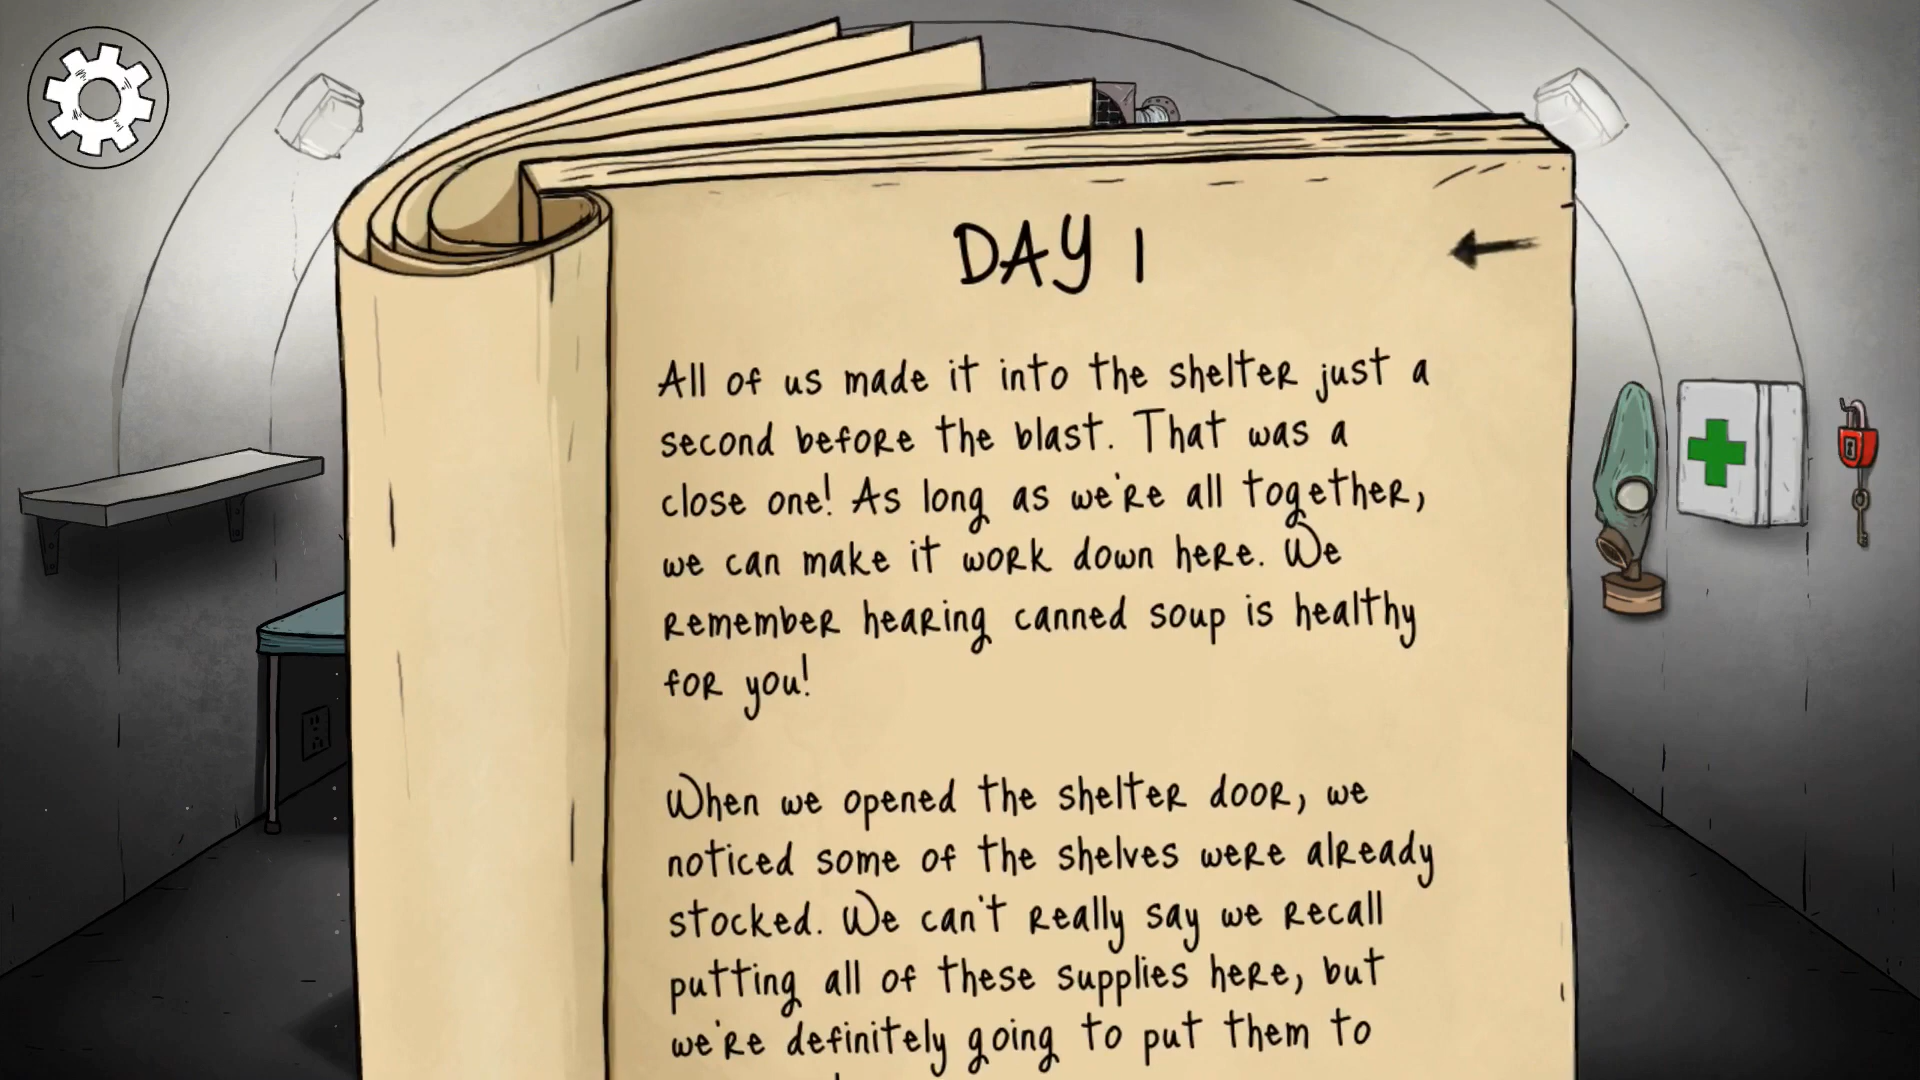 DAY 1
All of us made it into the shelter just a
second before the blast. That was a
close one! As long as we're all together,
we can make it work down here. We
remember hearing canned soup is healthy
for you!
When we opened the shelter door, we
noticed some of the shelves were already
stocked. We can't really say we recall
putting all of these supplies here, but
we're definitely going to put them to